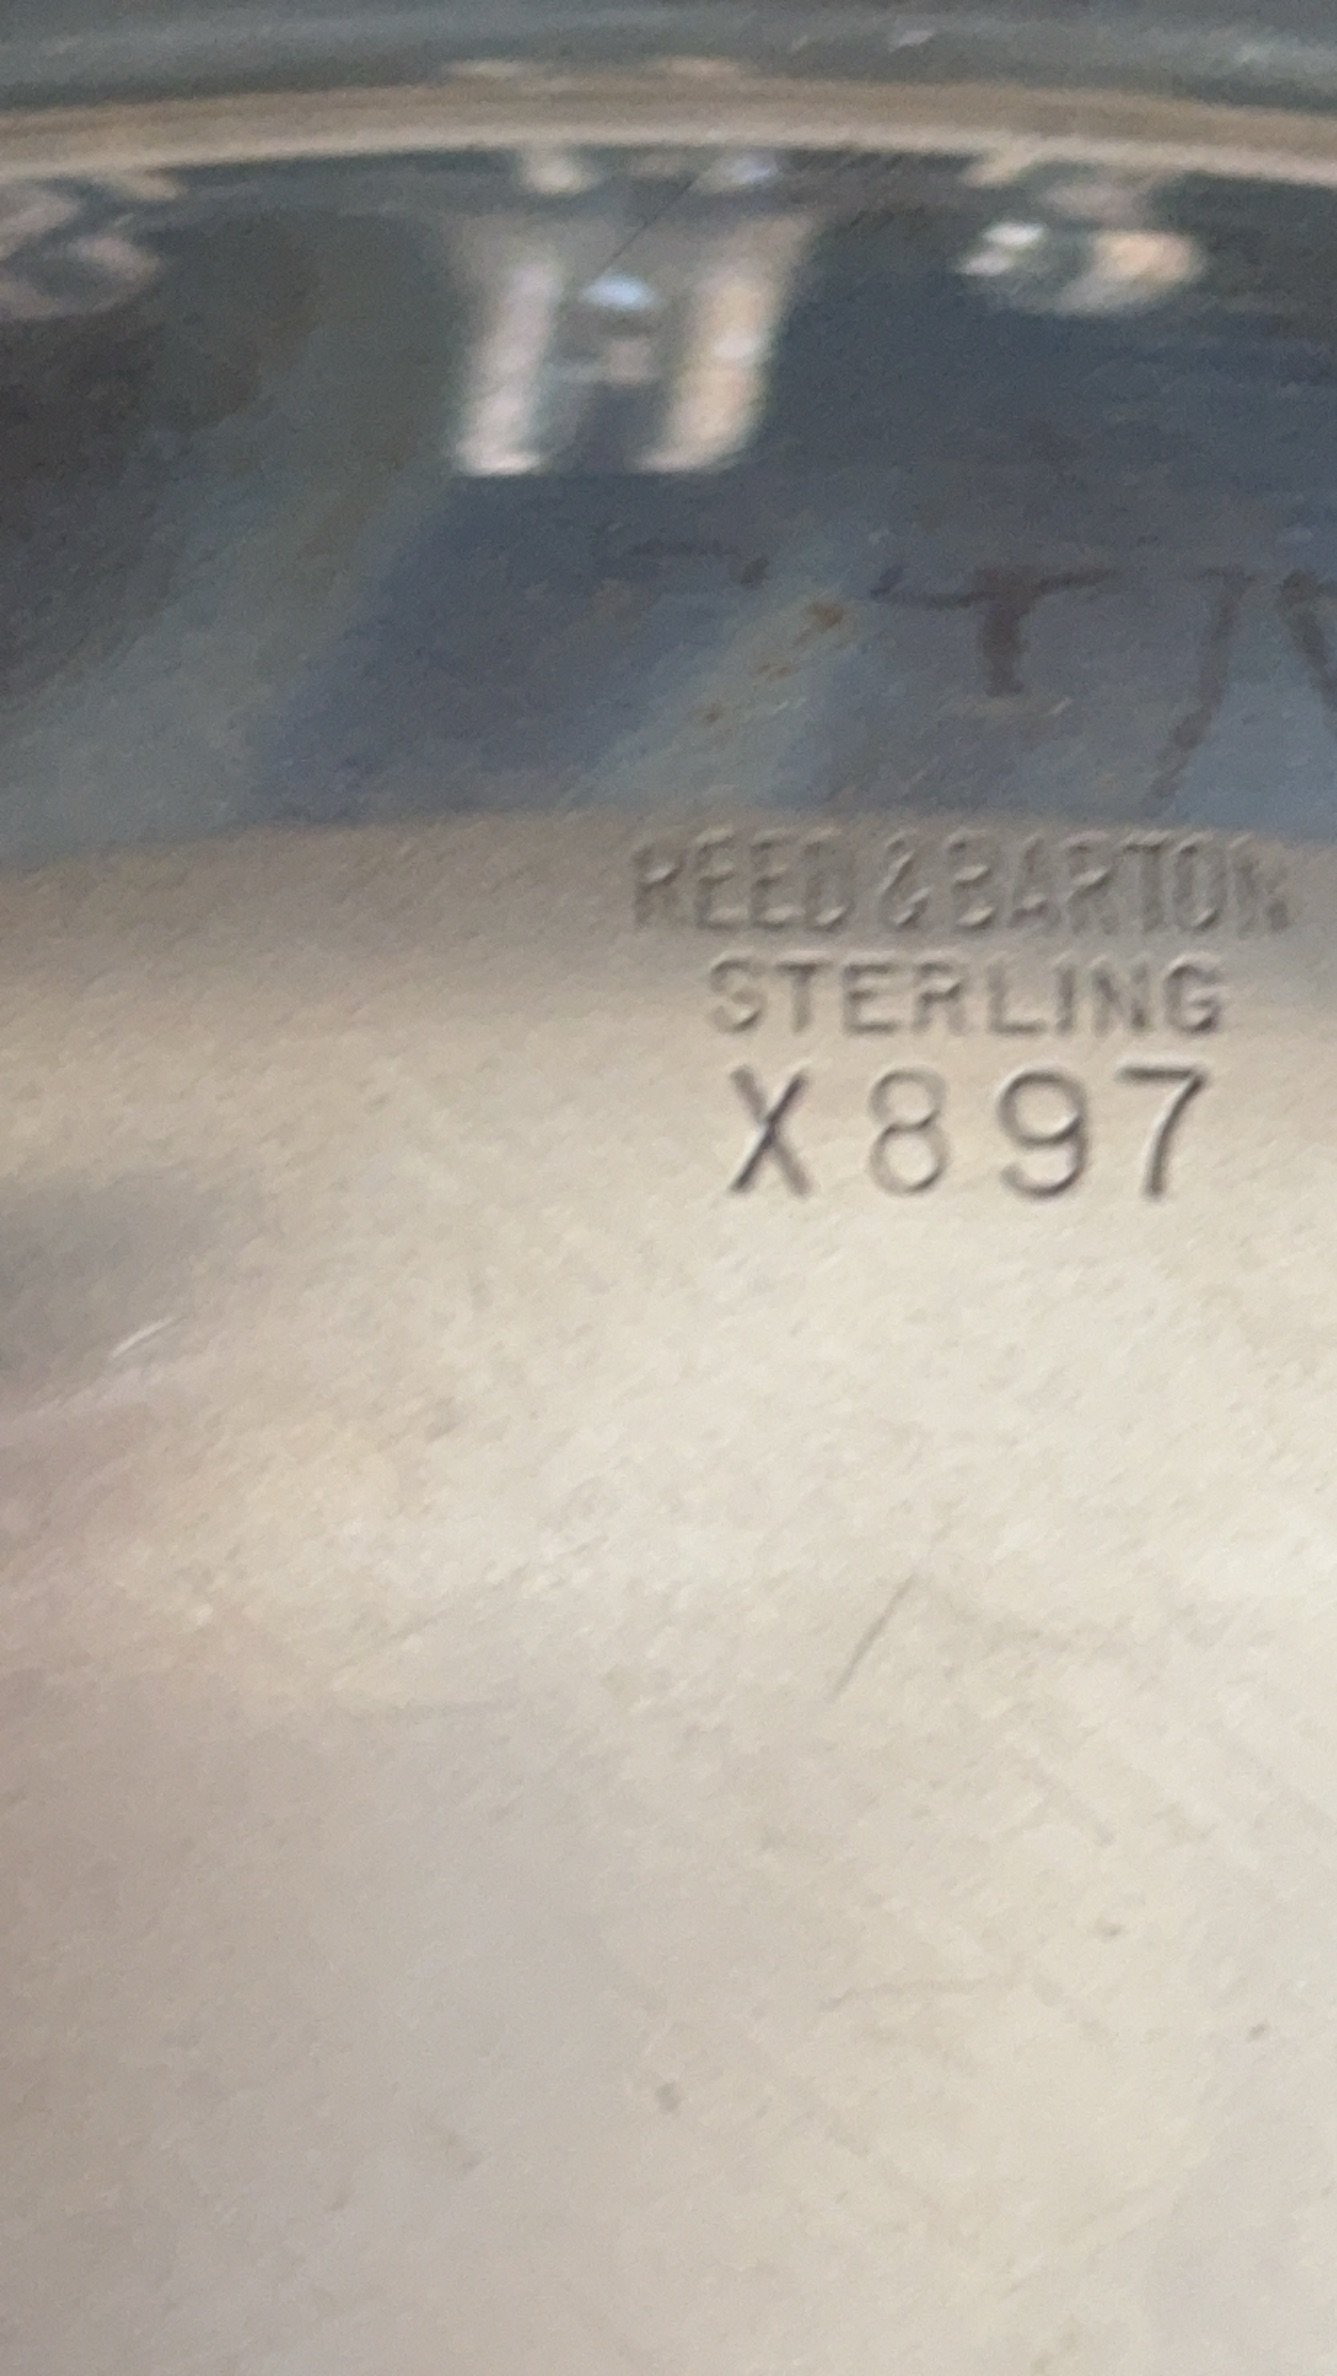 H
REED & BARTON
STERLING
X897